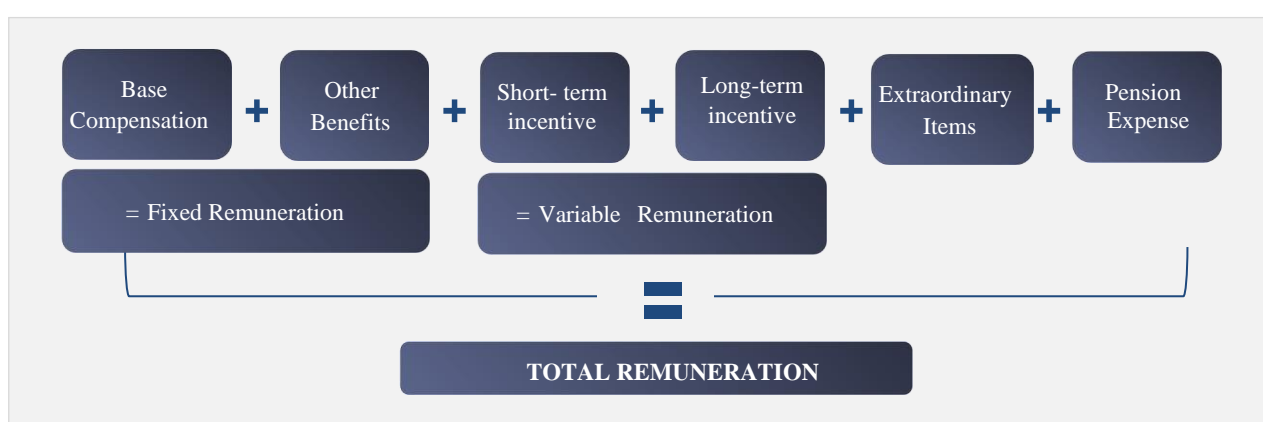 Base
Compensation
+
Other
Benefits
+
Short- term
incentive
+
Long-term
incentive
+
Extraordinary
Items
+
Pension
Expense
= Fixed Remuneration
= Variable Remuneration
=
TOTAL REMUNERATION